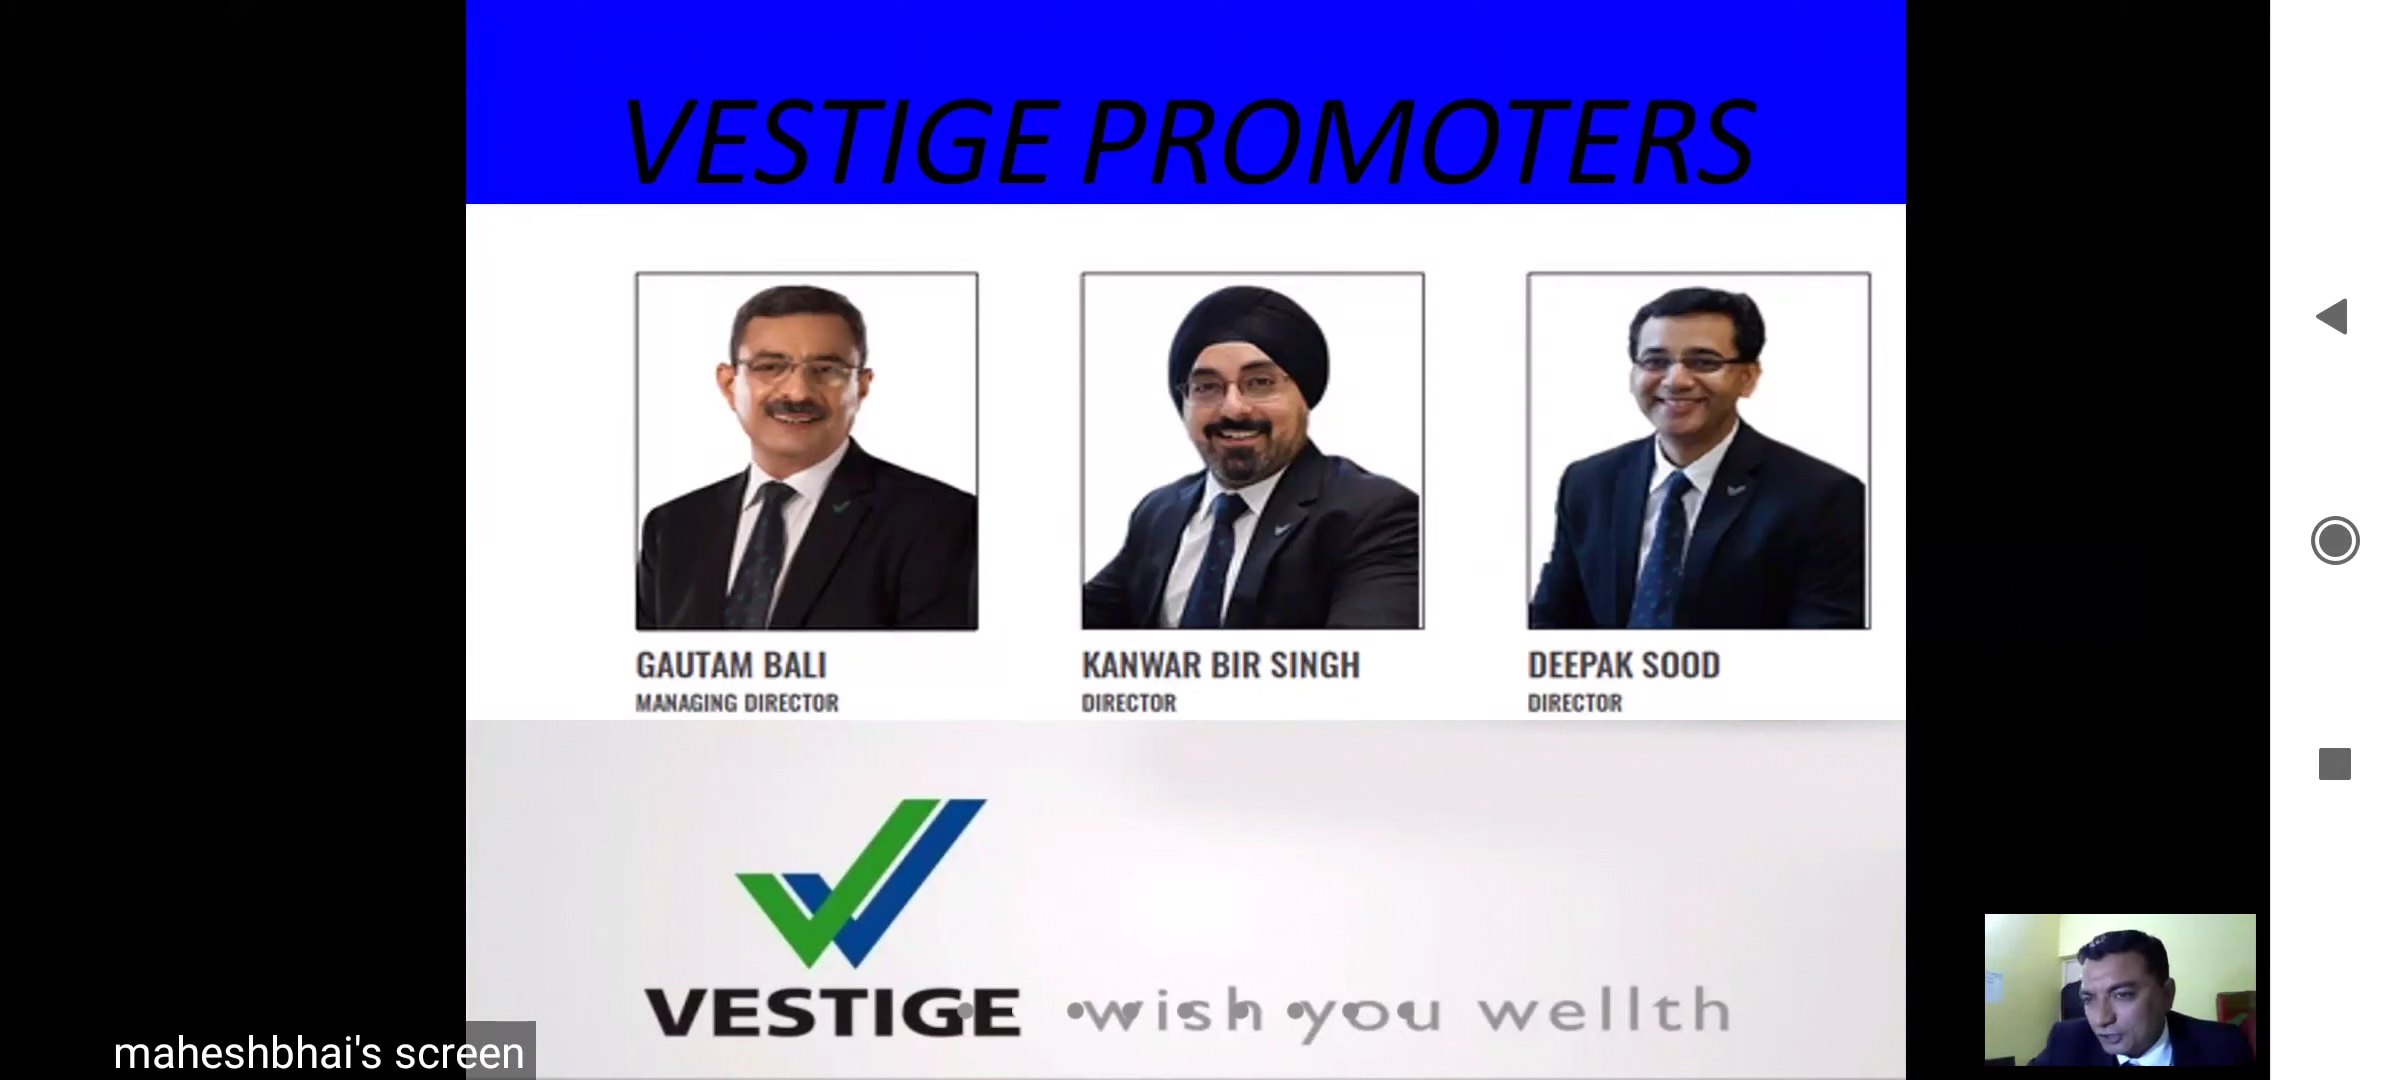 VESTIGE PROMOTERS
GAUTAM BALI
MANAGING DIRECTOR
KANWAR BIR SINGH
DIRECTOR
DEEPAK SOOD
DIRECTOR
VESTIGE
wish you wellth
maheshbhai's screen